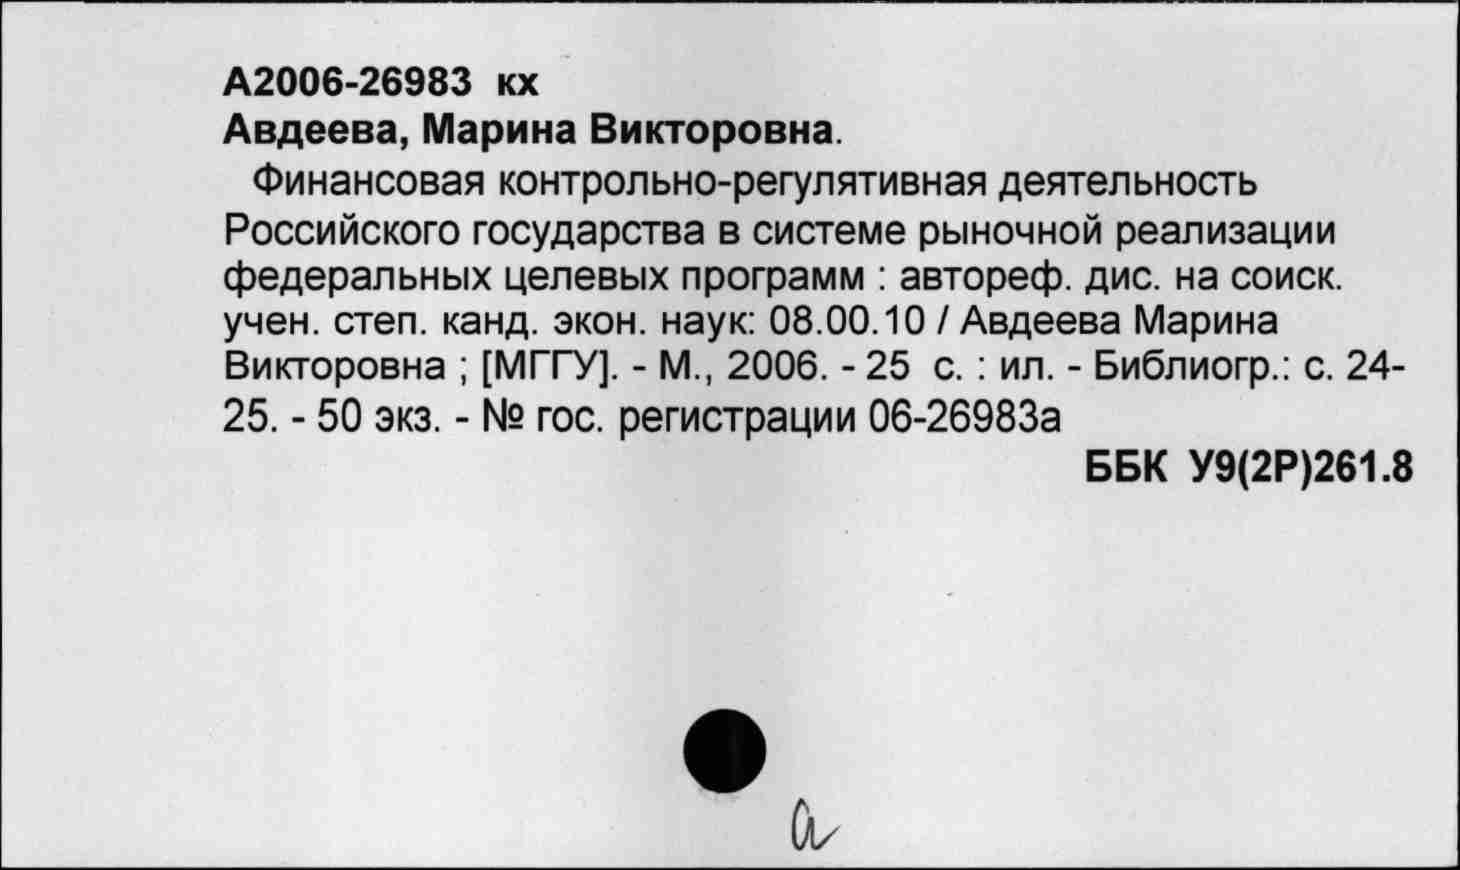 А2006-26983 кх
Авдеева, Марина Викторовна.
Финансовая контрольно-регулятивная деятельность
Российского государства в системе рыночной реализации
федеральных целевых программ : автореф. дис. на соиск.
учен. степ. канд. экон. наук: 08.00.10 / Авдеева Марина
Викторовна ; [МГГУ]. - М., 2006. - 25 с. : ил. - Библиогр.: с. 24-
25. - 50 экз. - № гос. регистрации 06-26983а
ББК У9(2Р)261.8
а